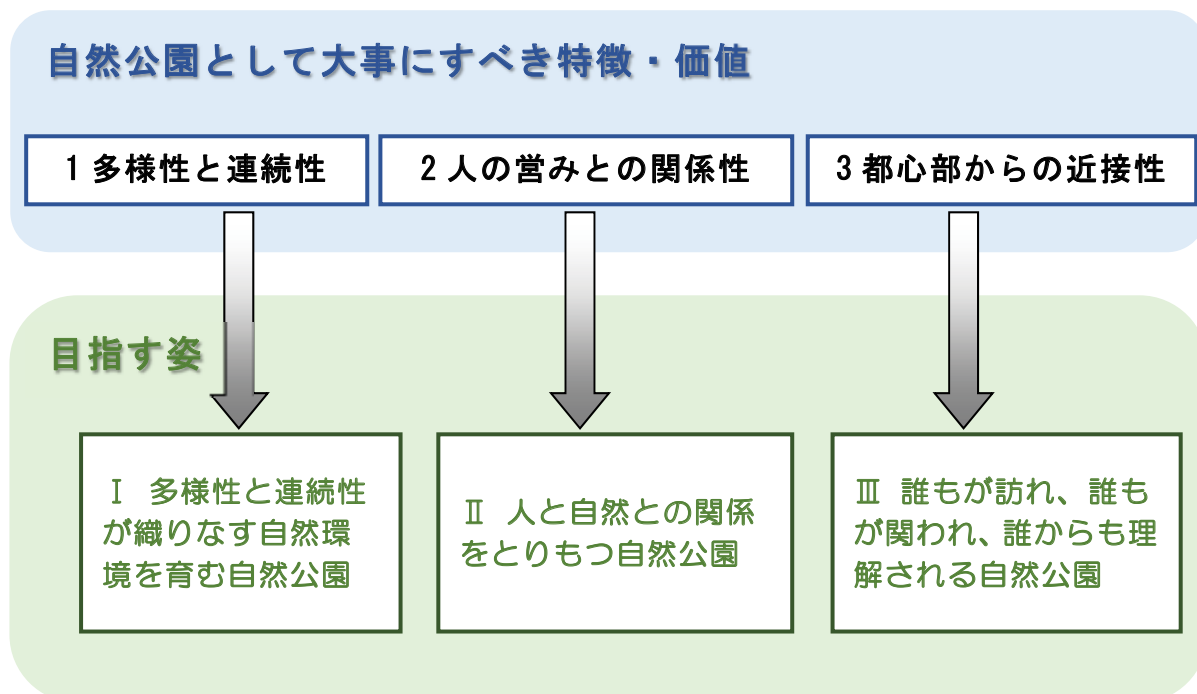 自然公園として大事にすべき特徴・価値
1 多様性と連続性
2 人の営みとの関係性
3 都心部からの近接性
目指す姿
Ⅰ 多様性と連続性
が織りなす自然環
境を育む自然公園
Ⅱ 人と自然との関係
をとりもつ自然公園
Ⅲ 誰もが訪れ、誰も
が関われ、誰からも理
解される自然公園